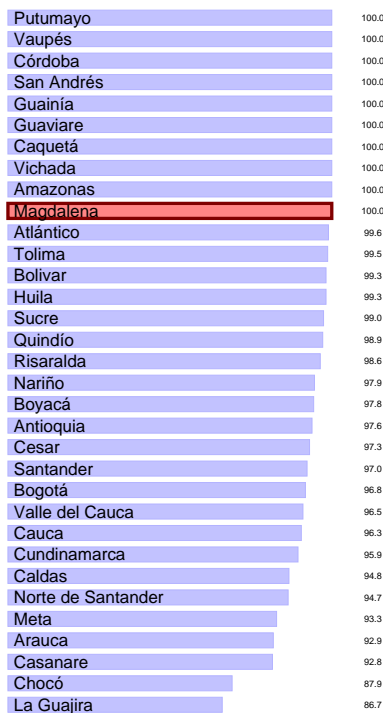 Putumayo 100.0
Vaupés 100.0
Córdoba 100.0
San Andrés 100.0
Guainía 100.0
Guaviare 100.0
Caquetá 100.0
Vichada 100.0
Amazonas 100.0
Magdalena 100.0
Atlántico 99.6
Tolima 99.5
Bolivar 99.3
Huila 99.3
Sucre 99.0
Quindío 98.9
Risaralda 98.6
Nariño 97.9
Boyacá 97.8
Antioquia 97.6
Cesar 97.3
Santander 97.0
Bogotá 96.8
Valle del Cauca 96.5
Cauca 96.3
Cundinamarca 95.9
Caldas 94.8
Norte de Santander 94.7
Meta 93.3
Arauca 92.9
Casanare 92.8
Chocó 87.9
La Guajira 86.7